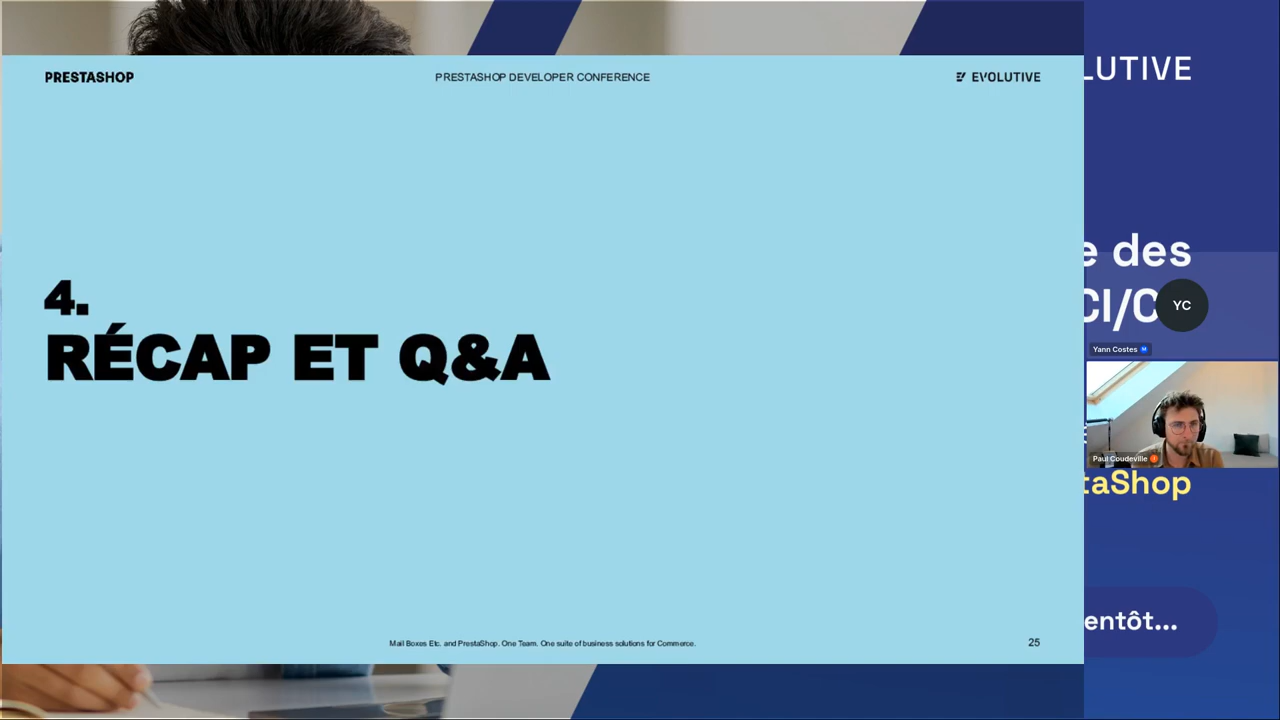 PRESTASHOP
PRESTASHOP DEVELOPER CONFERENCE
EVOLUTIVE
4.
RÉCAP ET Q&A
Mail Boxes Etc. and PrestaShop. One Team. One suite of business solutions for Commerce.
25
LUTIVE
e des
CI/C
YC
Yann Costes
M
Paul Coudeville
taShop
entôt...